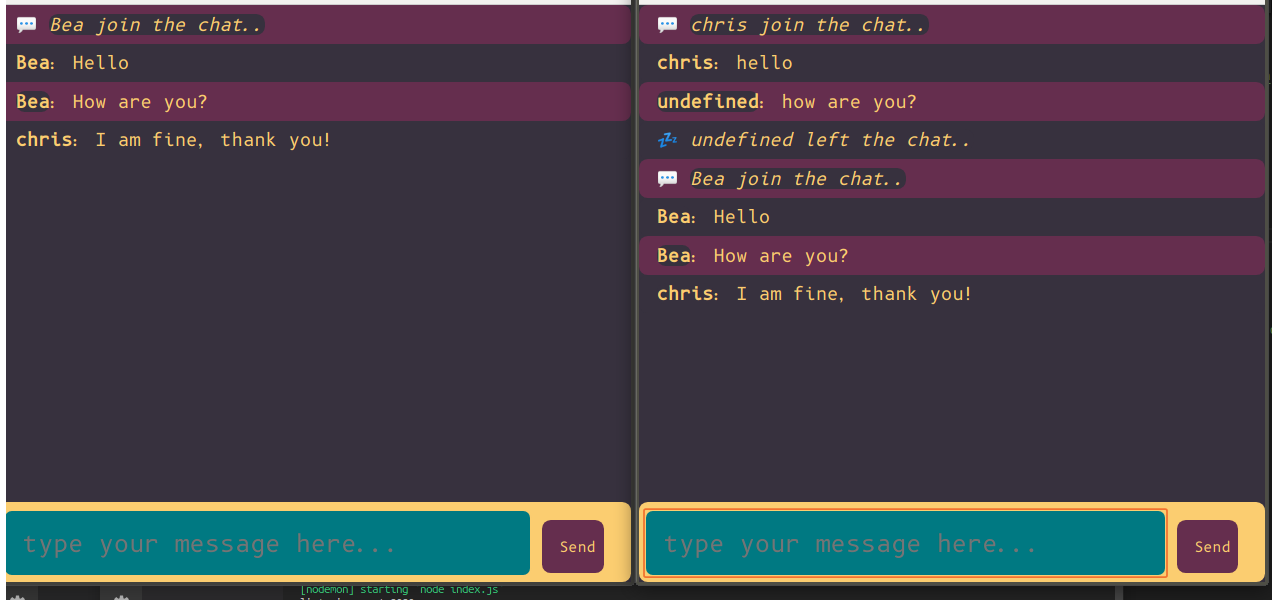 Bea join the chat..
Bea: Hello
Bea: How are you?
chris: I am fine, thank you!
type your message here...
Send
chris join the chat..
chris: hello
undefined: how are you?
undefined left the chat..
Bea join the chat..
Bea: Hello
Bea: How are you?
chris: I am fine, thank you!
type your message here...
Send
[nodemon] starting `node index.js`